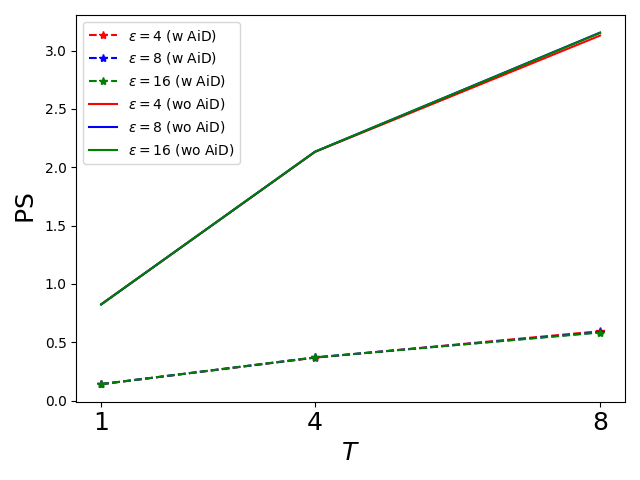 ε = 4 (w AiD)
ε = 8 (w AiD)
ε = 16 (w AiD)
ε = 4 (wo AiD)
ε = 8 (wo AiD)
ε = 16 (wo AiD)
3.0
2.5
2.0
1.5
1.0
0.5
0.0
PS
1 4 8
T